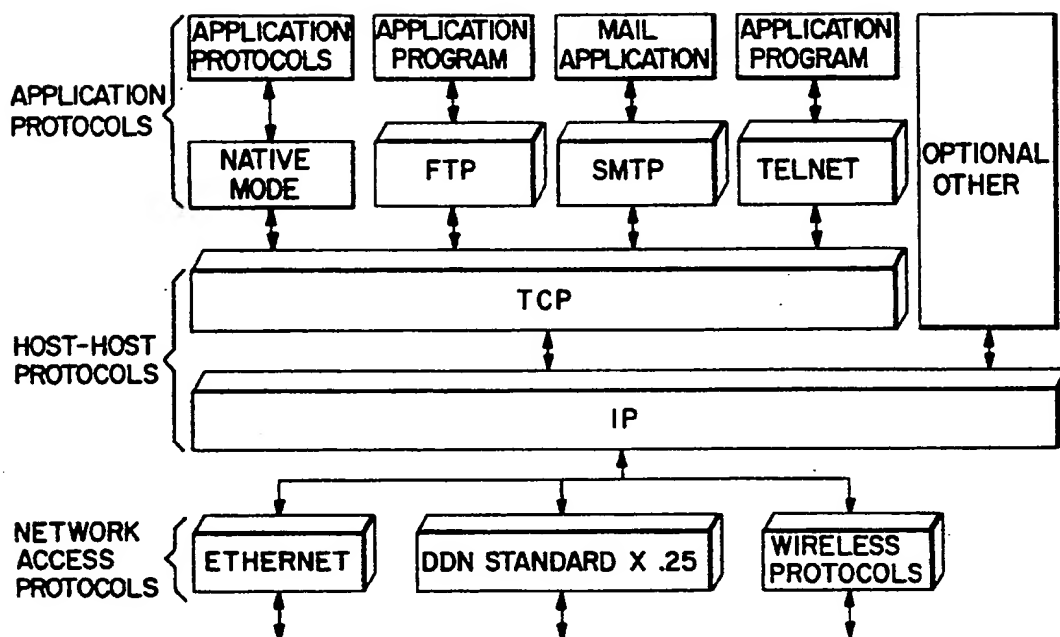 APPLICATION
PROTOCOLS
APPLICATION
PROTOCOLS
APPLICATION
PROGRAM
MAIL
APPLICATION
APPLICATION
PROGRAM
NATIVE
MODE
FTP
SMTP
TELNET
OPTIONAL
OTHER
HOST-HOST
PROTOCOLS
TCP
IP
NETWORK
ACCESS
PROTOCOLS
ETHERNET
DDN STANDARD X .25
WIRELESS
PROTOCOLS